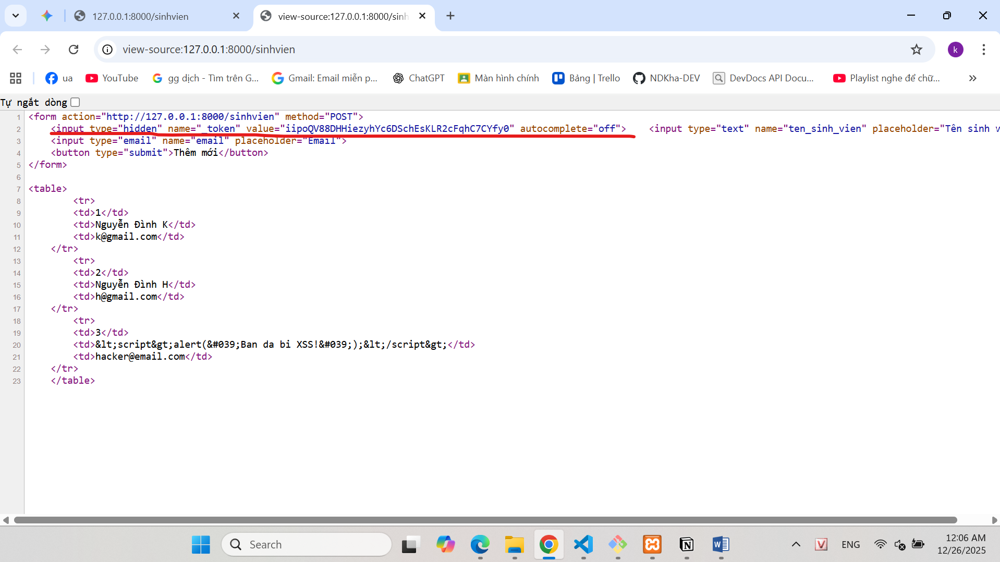 127.0.0.1:8000/sinhvien
view-source:127.0.0.1:8000/sinh
view-source:127.0.0.1:8000/sinhvien
k
ua
YouTube
gg dịch - Tìm trên G...
Gmail: Email miễn p...
ChatGPT
Màn hình chính
Bảng | Trello
NDKha-DEV
DevDocs API Docu...
Playlist nghe để chữ...
Tự ngắt dòng
1 <form action="http://127.0.0.1:8000/sinhvien" method="POST">
2 <input type="hidden" name="_token" value="iipoQV88DHHiezyhYc6DSchEsKLR2cFqhC7CYfy0" autocomplete="off"> <input type="text" name="ten_sinh_vien" placeholder="Tên sinh v
3 <input type="email" name="email" placeholder="Email">
4 <button type="submit">Thêm mới</button>
5 </form>
6
7 <table>
8 <tr>
9 <td>1</td>
10 <td>Nguyễn Đình K</td>
11 <td>k@gmail.com</td>
12 </tr>
13 <tr>
14 <td>2</td>
15 <td>Nguyễn Đình H</td>
16 <td>h@gmail.com</td>
17 </tr>
18 <tr>
19 <td>3</td>
20 <td>&lt;script&gt;alert(&#039;Ban da bi XSS!&#039;);&lt;/script&gt;</td>
21 <td>hacker@email.com</td>
22 </tr>
23 </table>
Search
ENG
12:06 AM
12/26/2025